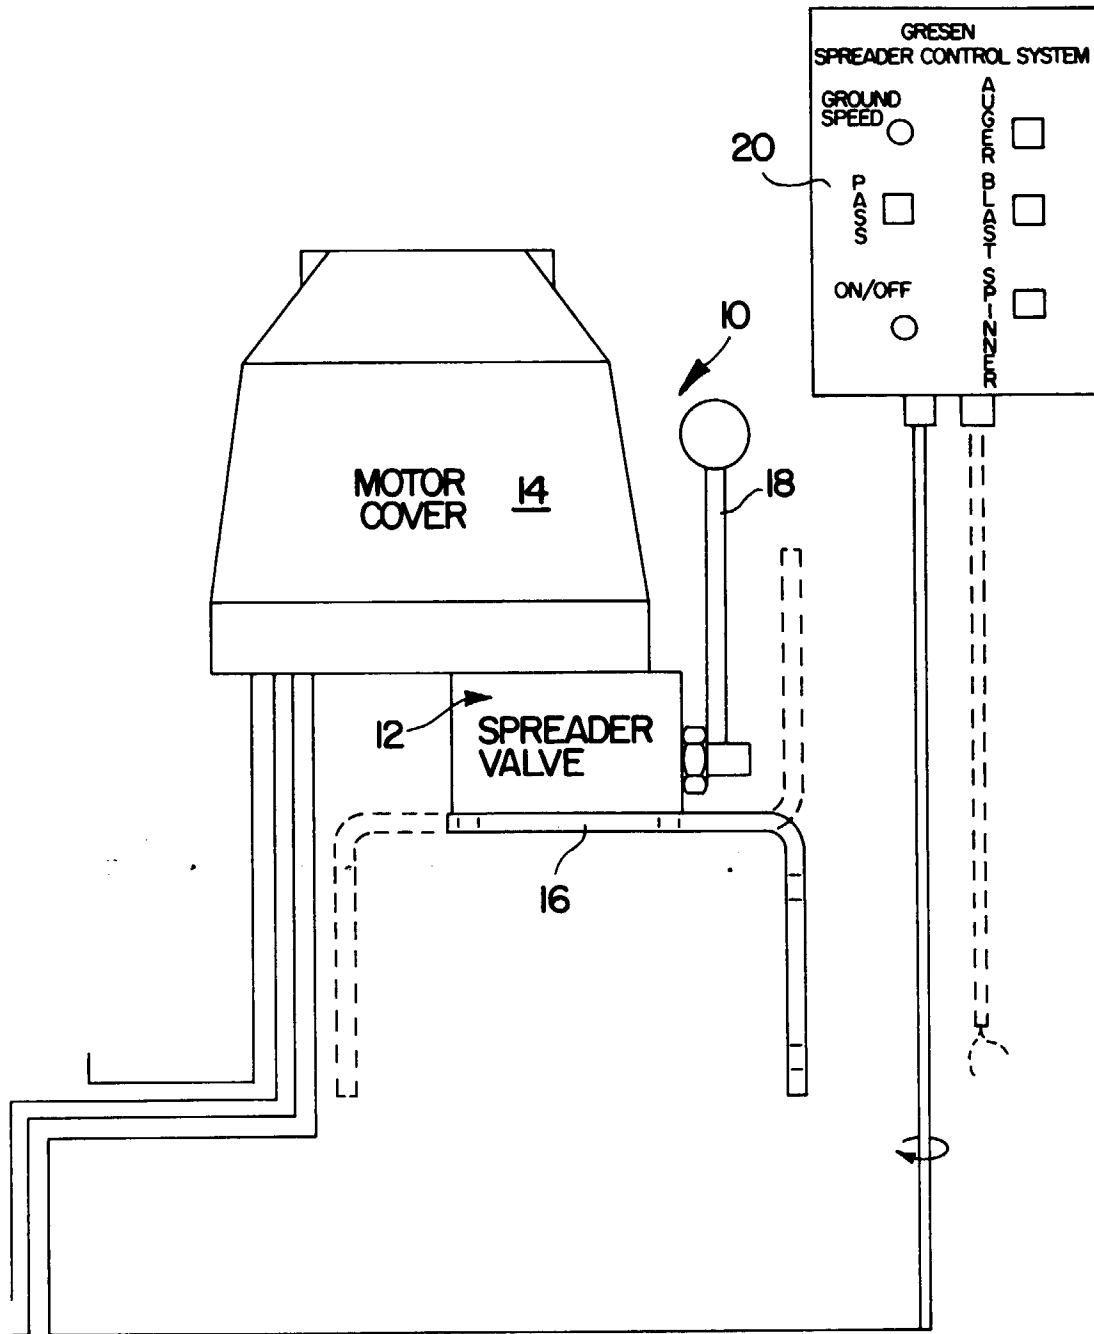 GRESEN
SPREADER CONTROL SYSTEM
GROUND
SPEED
AUGER
20
PASS
BLAST
ON/OFF
SPINNER
10
MOTOR
COVER
14
18
12
SPREADER
VALVE
16